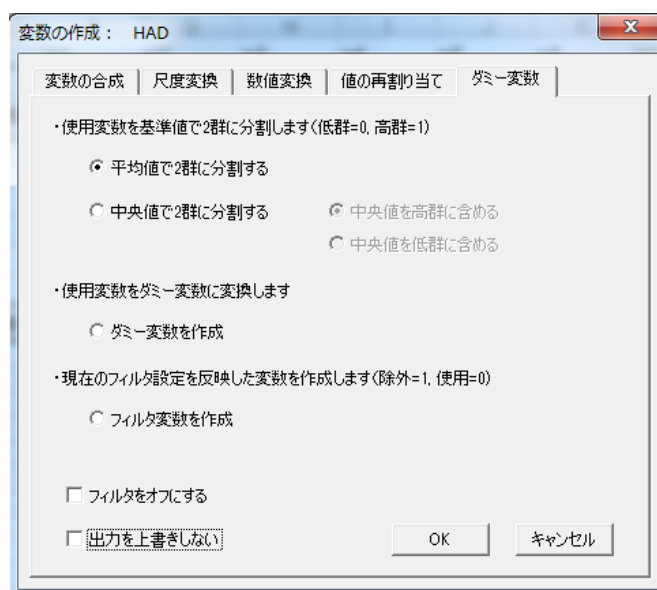 変数の作成： HAD
変数の合成 尺度変換 数値変換 値の再割り当て ダミー変数
・使用変数を基準値で2群に分割します(低群=0, 高群=1)
平均値で2群に分割する
中央値で2群に分割する 中央値を高群に含める
中央値を低群に含める
・使用変数をダミー変数に変換します
ダミー変数を作成
・現在のフィルタ設定を反映した変数を作成します(除外=1, 使用=0)
フィルタ変数を作成
フィルタをオフにする
出力を上書きしない OK キャンセル